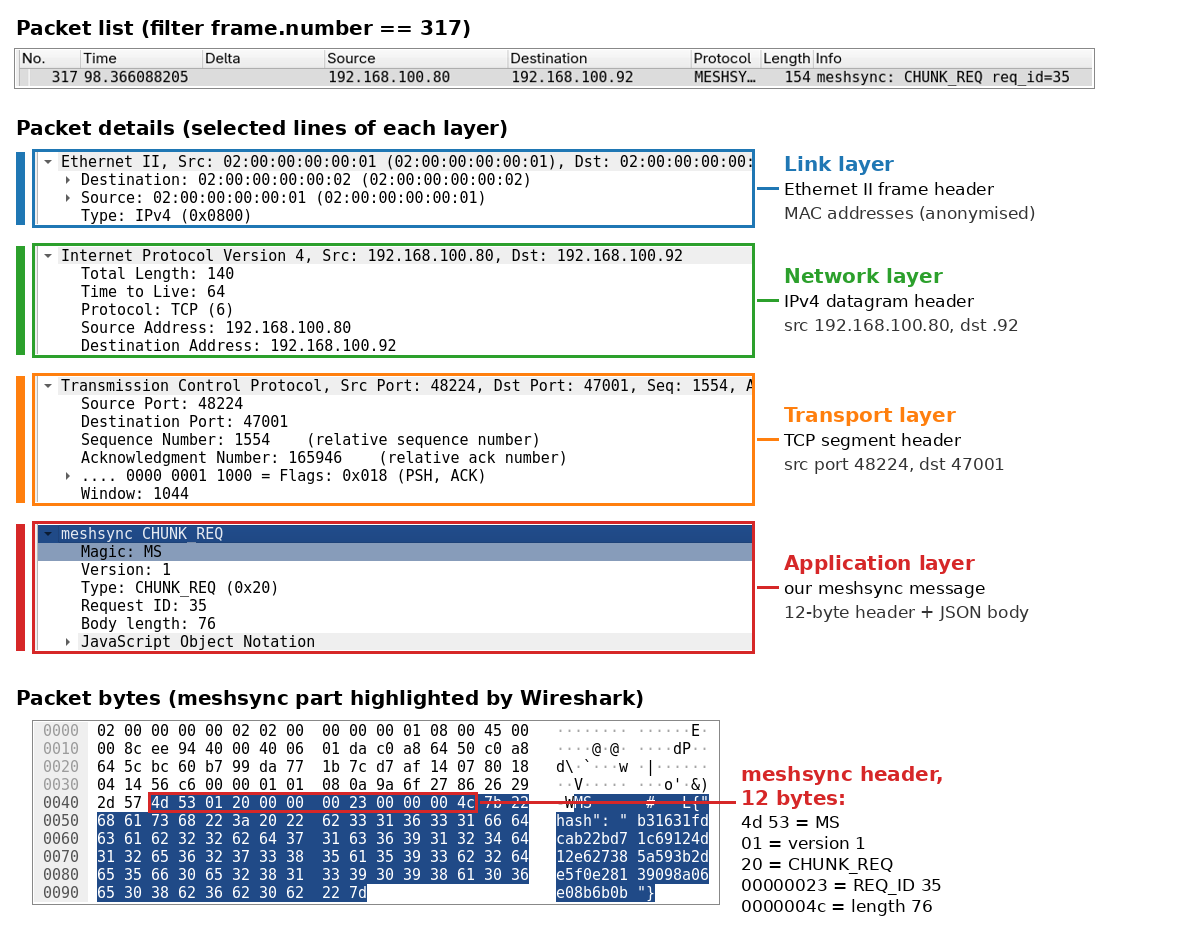 Packet list (filter frame.number == 317)
No. Time Delta Source Destination Protocol Length Info
317 98.366088205 192.168.100.80 192.168.100.92 MESHSY… 154 meshsync: CHUNK_REQ req_id=35
Packet details (selected lines of each layer)
Ethernet II, Src: 02:00:00:00:00:01 (02:00:00:00:00:01), Dst: 02:00:00:00:00:
Destination: 02:00:00:00:00:02 (02:00:00:00:00:02)
Source: 02:00:00:00:00:01 (02:00:00:00:00:01)
Type: IPv4 (0x0800)
Link layer
Ethernet II frame header
MAC addresses (anonymised)
Internet Protocol Version 4, Src: 192.168.100.80, Dst: 192.168.100.92
Total Length: 140
Time to Live: 64
Protocol: TCP (6)
Source Address: 192.168.100.80
Destination Address: 192.168.100.92
Network layer
IPv4 datagram header
src 192.168.100.80, dst .92
Transmission Control Protocol, Src Port: 48224, Dst Port: 47001, Seq: 1554, A
Source Port: 48224
Destination Port: 47001
Sequence Number: 1554    (relative sequence number)
Acknowledgment Number: 165946    (relative ack number)
.... 0000 0001 1000 = Flags: 0x018 (PSH, ACK)
Window: 1044
Transport layer
TCP segment header
src port 48224, dst 47001
meshsync CHUNK_REQ
Magic: MS
Version: 1
Type: CHUNK_REQ (0x20)
Request ID: 35
Body length: 76
JavaScript Object Notation
Application layer
our meshsync message
12-byte header + JSON body
Packet bytes (meshsync part highlighted by Wireshark)
0000 02 00 00 00 00 02 02 00 00 00 00 01 08 00 45 00 ········ ······E·
0010 00 8c ee 94 40 00 40 06 01 da c0 a8 64 50 c0 a8 ····@·@· ····dP··
0020 64 5c bc 60 b7 99 da 77 1b 7c d7 af 14 07 80 18 d\·`···w ·|······
0030 04 14 56 c6 00 00 01 01 08 0a 9a 6f 27 86 26 29 ··V····· ···o'·&)
0040 2d 57 4d 53 01 20 00 00 00 23 00 00 00 4c 7b 22 -WMS· ·· ·#···L{"
0050 68 61 73 68 22 3a 20 22 62 33 31 36 33 31 66 64 hash": " b31631fd
0060 63 61 62 32 32 62 64 37 31 63 36 39 31 32 34 64 cab22bd7 1c69124d
0070 31 32 65 36 32 37 33 38 35 61 35 39 33 62 32 64 12e62738 5a593b2d
0080 65 35 66 30 65 32 38 31 33 39 30 39 38 61 30 36 e5f0e281 39098a06
0090 65 30 38 62 36 62 30 62 22 7d e08b6b0b "}
meshsync header,
12 bytes:
4d 53 = MS
01 = version 1
20 = CHUNK_REQ
00000023 = REQ_ID 35
0000004c = length 76